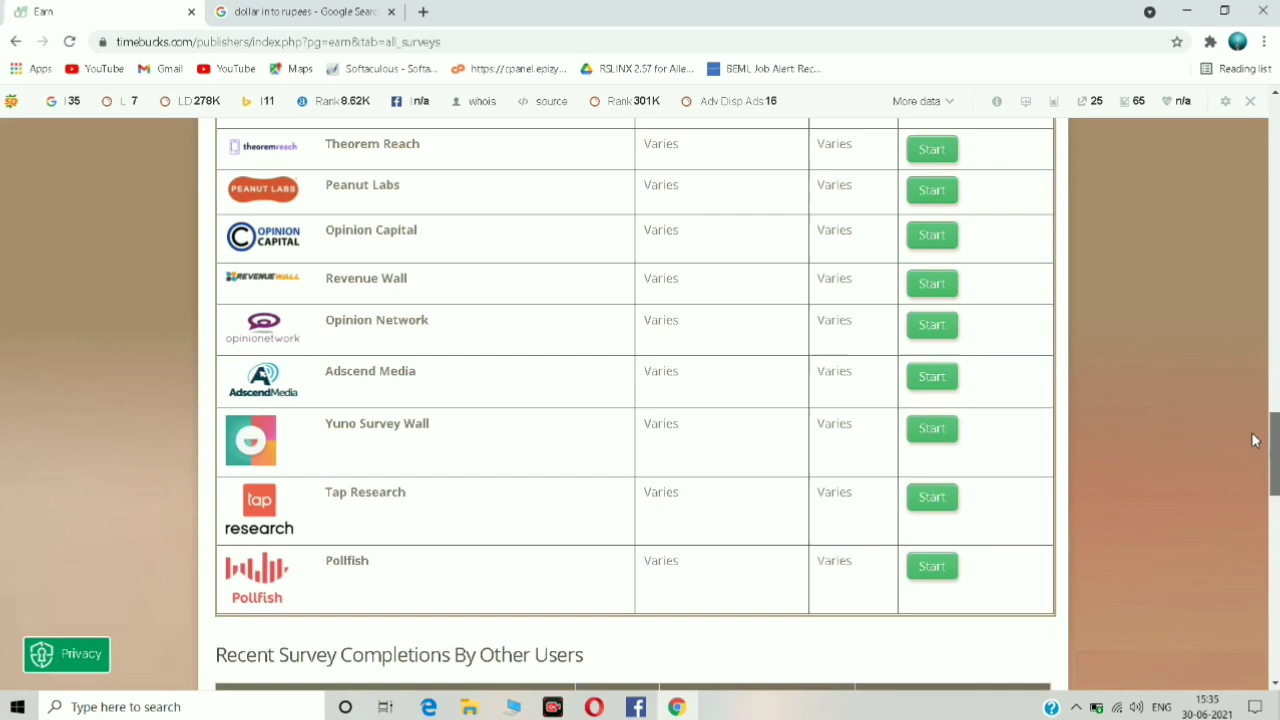 Earn
dollar into rupees - Google Searc
timebucks.com/publishers/index.php?pg=earn&tab=all_surveys
Apps YouTube Gmail YouTube Maps Softaculous - Softa... https://cpanel.epizy... RSLINX 2.57 for Alle... BEML Job Alert Rec... Reading list
I 35 L 7 LD 278K I 11 Rank 8.62K I n/a whois source Rank 301K Adv Disp Ads 16 More data 25 65 n/a
theoremreach Theorem Reach Varies Varies Start
PEANUT LABS Peanut Labs Varies Varies Start
OPINION CAPITAL Opinion Capital Varies Varies Start
REVENUEWALL Revenue Wall Varies Varies Start
opinionetwork Opinion Network Varies Varies Start
AdscendMedia Adscend Media Varies Varies Start
Yuno Survey Wall Varies Varies Start
tap research Tap Research Varies Varies Start
Pollfish Pollfish Varies Varies Start
Privacy
Recent Survey Completions By Other Users
Type here to search
ENG
15:35
30-06-2021